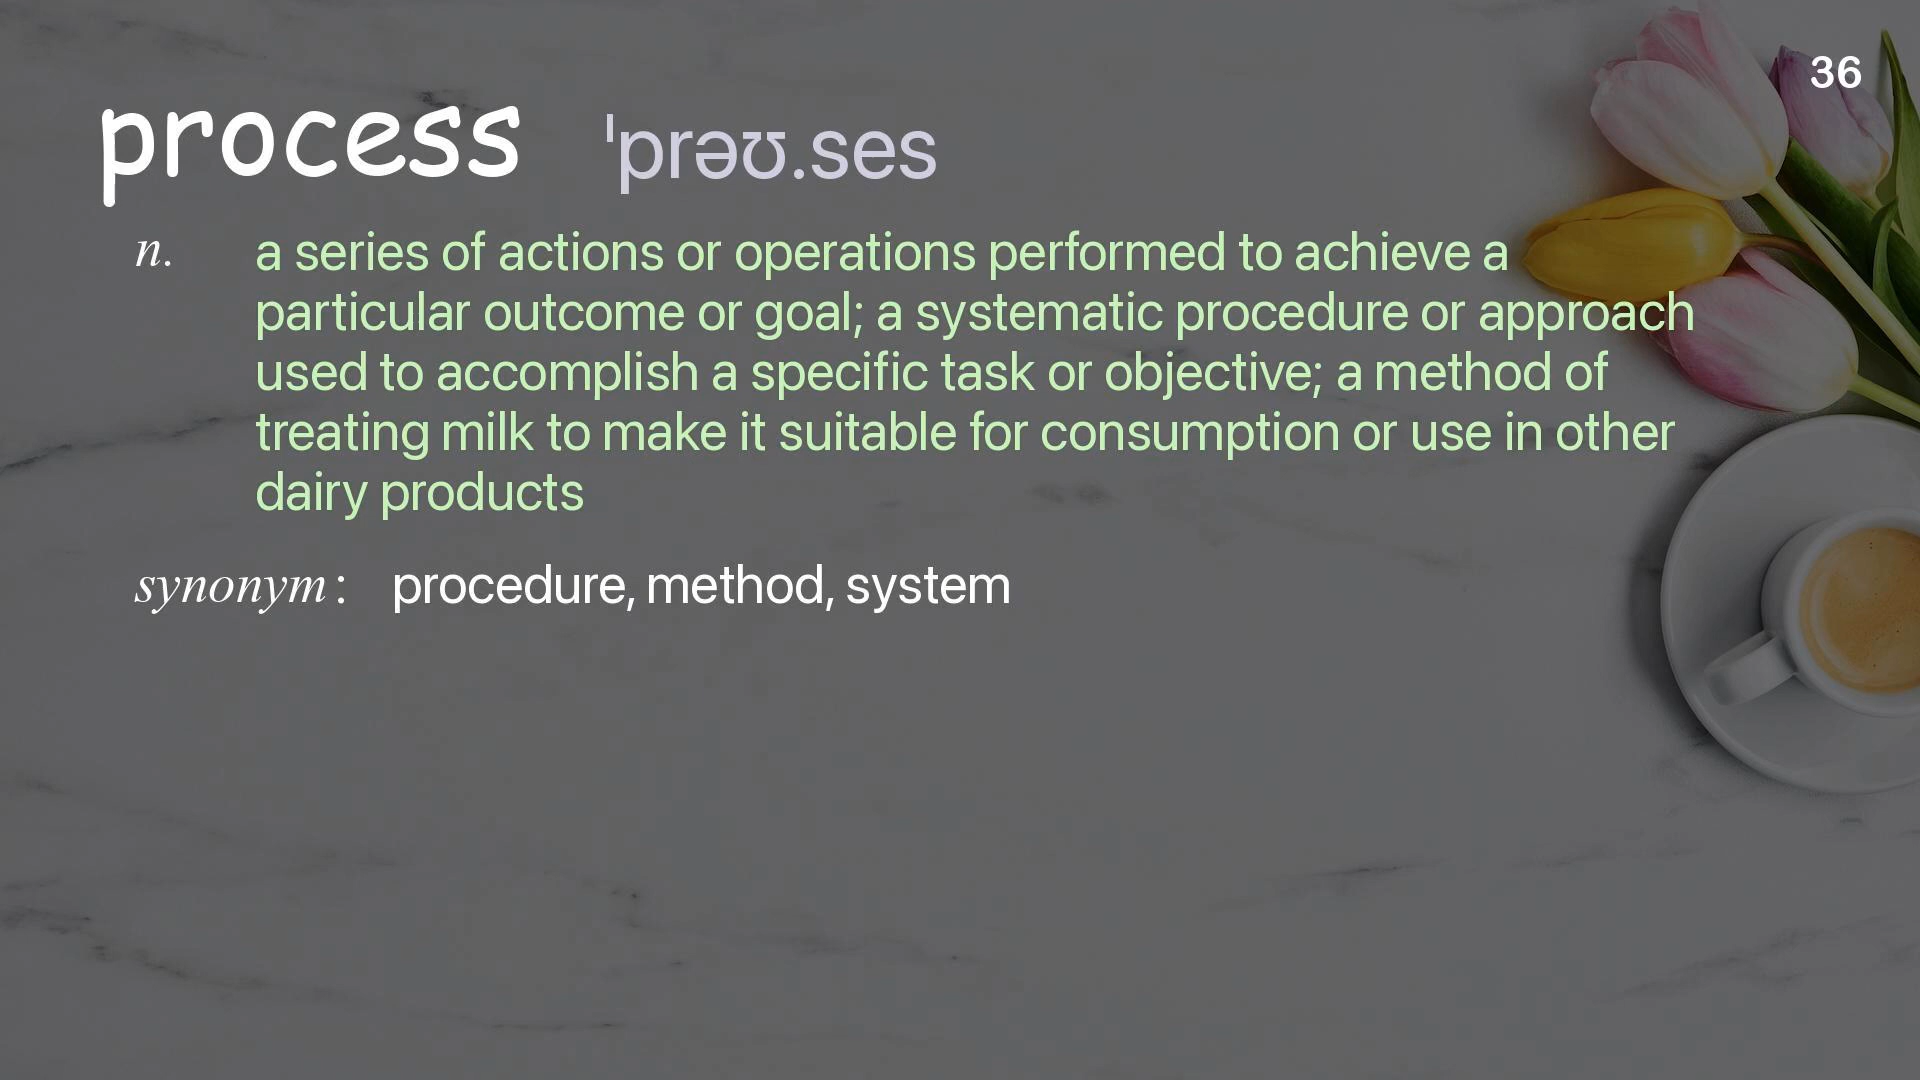 36
process ˈprəʊ.ses
n. a series of actions or operations performed to achieve a
particular outcome or goal; a systematic procedure or approach
used to accomplish a specific task or objective; a method of
treating milk to make it suitable for consumption or use in other
dairy products
synonym: procedure, method, system